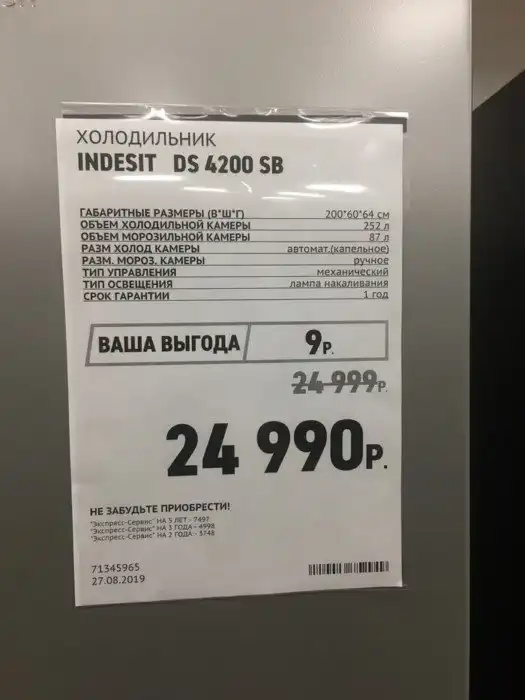 ХОЛОДИЛЬНИК
INDESIT DS 4200 SB
ГАБАРИТНЫЕ РАЗМЕРЫ (В*Ш*Г) 200*60*64 см
ОБЪЕМ ХОЛОДИЛЬНОЙ КАМЕРЫ 252 л
ОБЪЕМ МОРОЗИЛЬНОЙ КАМЕРЫ 87 л
РАЗМ ХОЛОД КАМЕРЫ автомат.(капельное)
РАЗМ. МОРОЗ. КАМЕРЫ ручное
ТИП УПРАВЛЕНИЯ механический
ТИП ОСВЕЩЕНИЯ лампа накаливания
СРОК ГАРАНТИИ 1 год
ВАША ВЫГОДА 9р.
24 999р.
24 990р.
НЕ ЗАБУДЬТЕ ПРИОБРЕСТИ!
"Экспресс-Сервис" НА 5 ЛЕТ - 7497
"Экспресс-Сервис" НА 3 ГОДА - 4998
"Экспресс-Сервис" НА 2 ГОДА - 3748
71345965
27.08.2019